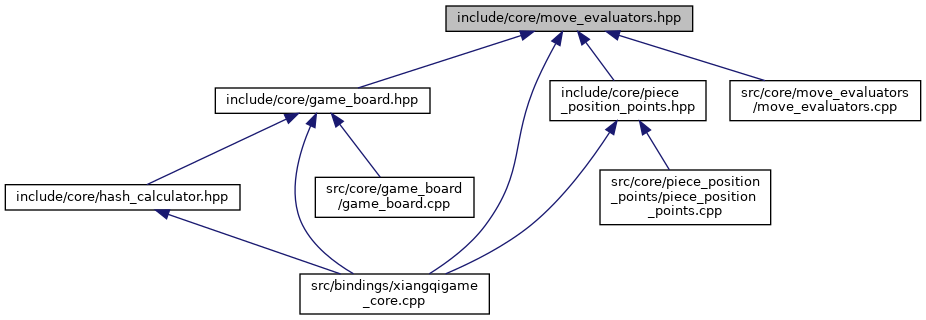 include/core/move_evaluators.hpp
include/core/game_board.hpp
include/core/piece
_position_points.hpp
src/core/move_evaluators
/move_evaluators.cpp
include/core/hash_calculator.hpp
src/core/game_board
/game_board.cpp
src/core/piece_position
_points/piece_position
_points.cpp
src/bindings/xiangqigame
_core.cpp